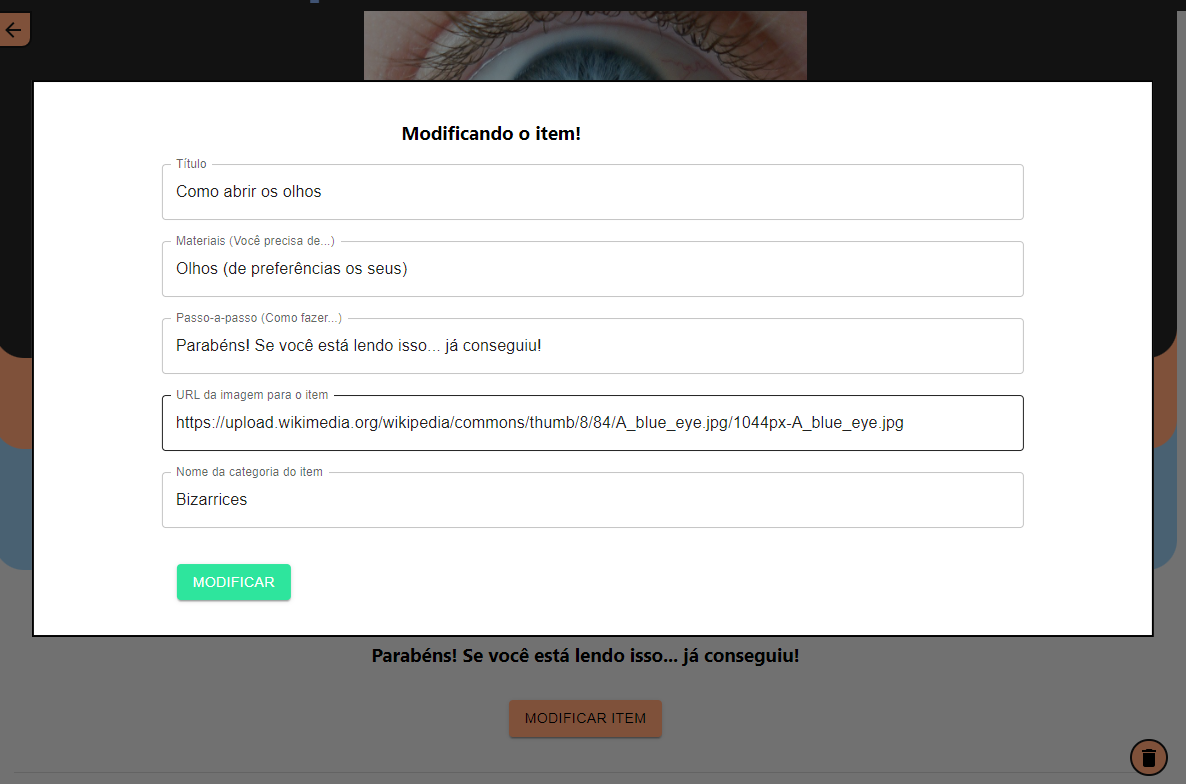 Modificando o item!
Título
Como abrir os olhos
Materiais (Você precisa de...)
Olhos (de preferências os seus)
Passo-a-passo (Como fazer...)
Parabéns! Se você está lendo isso... já conseguiu!
URL da imagem para o item
https://upload.wikimedia.org/wikipedia/commons/thumb/8/84/A_blue_eye.jpg/1044px-A_blue_eye.jpg
Nome da categoria do item
Bizarrices
MODIFICAR
Parabéns! Se você está lendo isso... já conseguiu!
MODIFICAR ITEM